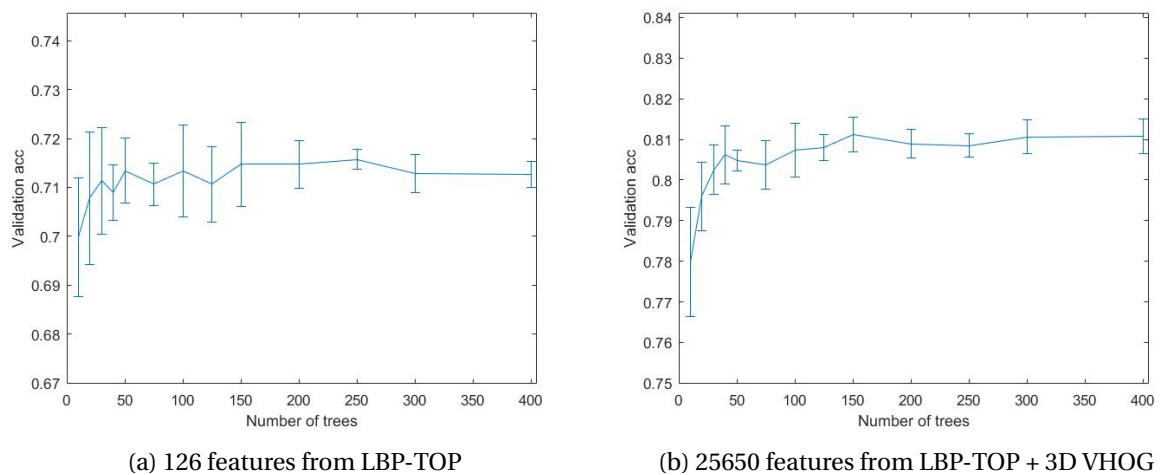 0.74
0.73
0.72
0.71
0.7
0.69
0.68
0.67
Validation acc
0 50 100 150 200 250 300 350 400
Number of trees
(a) 126 features from LBP-TOP
0.84
0.83
0.82
0.81
0.8
0.79
0.78
0.77
0.76
0.75
Validation acc
0 50 100 150 200 250 300 350 400
Number of trees
(b) 25650 features from LBP-TOP + 3D VHOG